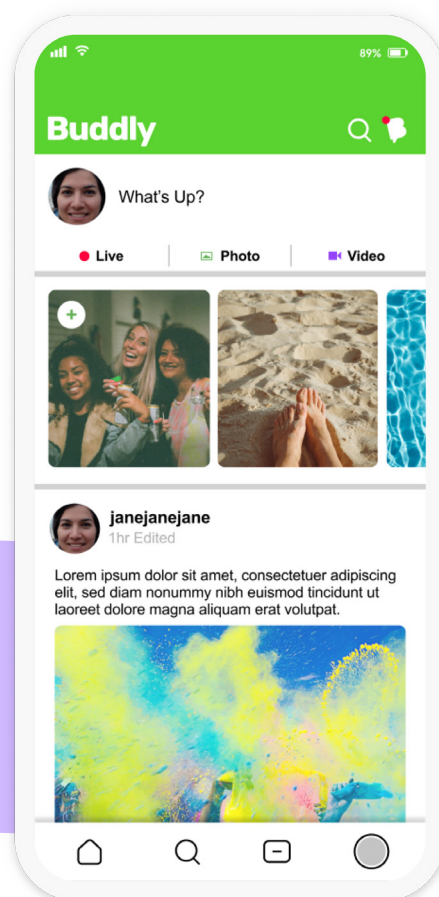 89%
Buddly
What's Up?
Live Photo Video
janejanejane
1hr Edited
Lorem ipsum dolor sit amet, consectetuer adipiscing
elit, sed diam nonummy nibh euismod tincidunt ut
laoreet dolore magna aliquam erat volutpat.